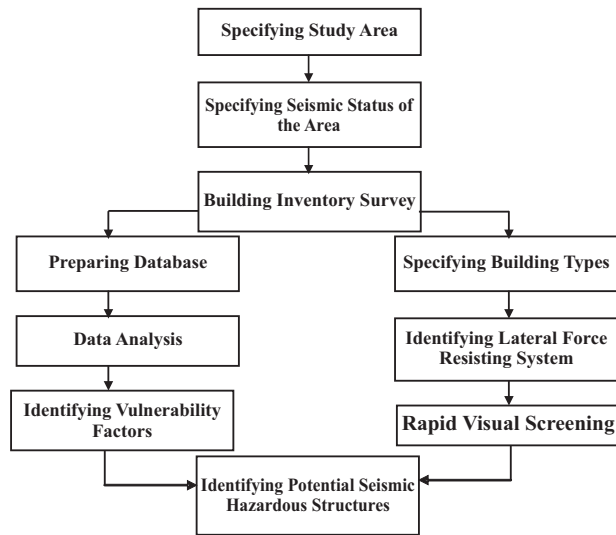 Specifying Study Area
Specifying Seismic Status of
the Area
Building Inventory Survey
Preparing Database
Specifying Building Types
Data Analysis
Identifying Lateral Force
Resisting System
Identifying Vulnerability
Factors
Rapid Visual Screening
Identifying Potential Seismic
Hazardous Structures